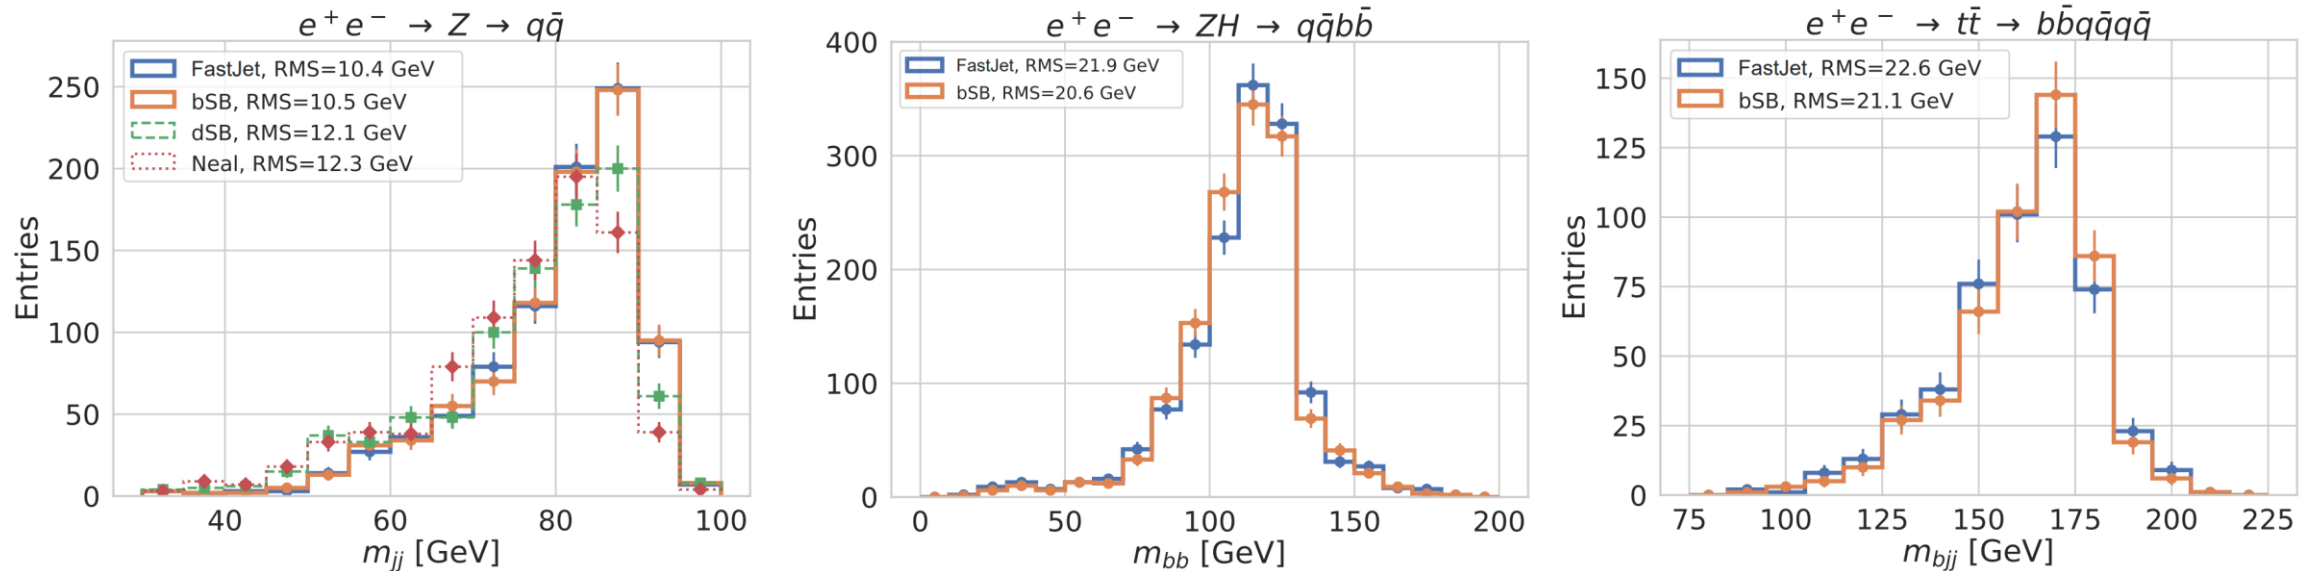 e⁺e⁻ → Z → qq̄
FastJet, RMS=10.4 GeV
bSB, RMS=10.5 GeV
dSB, RMS=12.1 GeV
Neal, RMS=12.3 GeV
Entries
250
200
150
100
50
0
40 60 80 100
m_jj [GeV]
e⁺e⁻ → ZH → qq̄bb̄
FastJet, RMS=21.9 GeV
bSB, RMS=20.6 GeV
Entries
400
300
200
100
0
0 50 100 150 200
m_bb [GeV]
e⁺e⁻ → tt̄ → bb̄qq̄qq̄
FastJet, RMS=22.6 GeV
bSB, RMS=21.1 GeV
Entries
150
125
100
75
50
25
0
75 100 125 150 175 200 225
m_bjj [GeV]